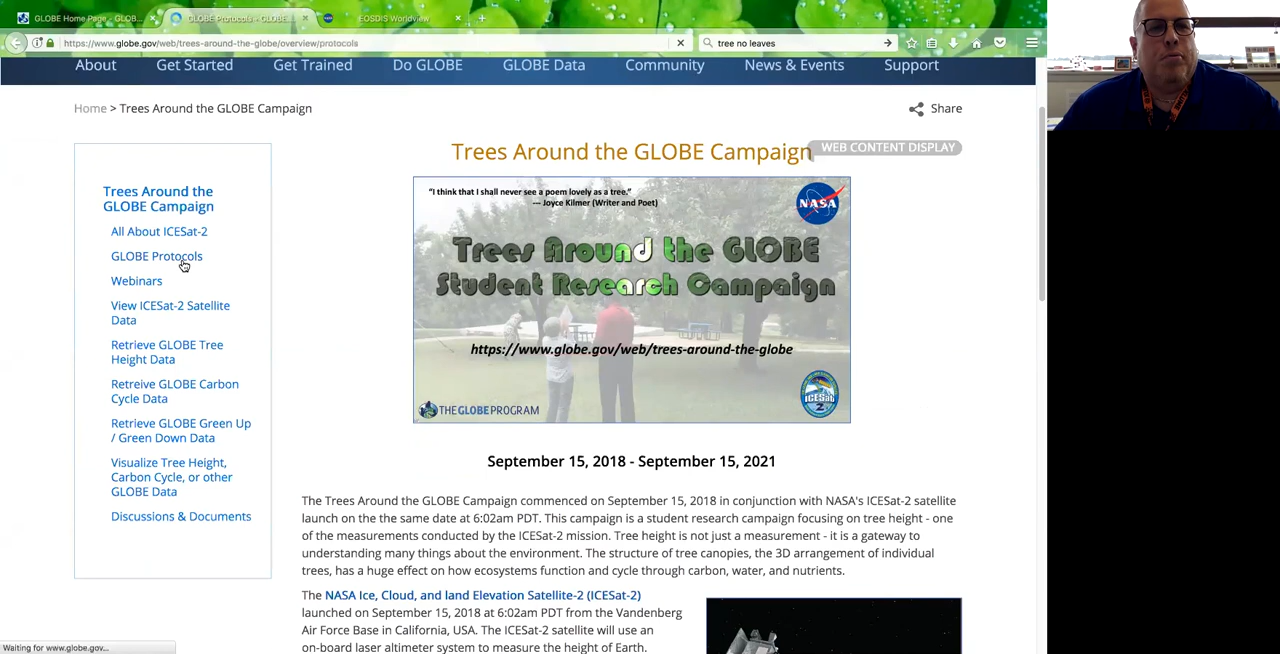 GLOBE Home Page - GLOB...
GLOBE Protocols - GLOBE...
EOSDIS Worldview
https://www.globe.gov/web/trees-around-the-globe/overview/protocols
tree no leaves
About
Get Started
Get Trained
Do GLOBE
GLOBE Data
Community
News & Events
Support
Home > Trees Around the GLOBE Campaign
Share
Trees Around the
GLOBE Campaign
All About ICESat-2
GLOBE Protocols
Webinars
View ICESat-2 Satellite
Data
Retrieve GLOBE Tree
Height Data
Retreive GLOBE Carbon
Cycle Data
Retrieve GLOBE Green Up
/ Green Down Data
Visualize Tree Height,
Carbon Cycle, or other
GLOBE Data
Discussions & Documents
Trees Around the GLOBE Campaign
WEB CONTENT DISPLAY
"I think that I shall never see a poem lovely as a tree."
--- Joyce Kilmer (Writer and Poet)
NASA
Trees Around the GLOBE
Student Research Campaign
https://www.globe.gov/web/trees-around-the-globe
THE GLOBE PROGRAM
ICESat
2
September 15, 2018 - September 15, 2021
The Trees Around the GLOBE Campaign commenced on September 15, 2018 in conjunction with NASA's ICESat-2 satellite
launch on the the same date at 6:02am PDT. This campaign is a student research campaign focusing on tree height - one
of the measurements conducted by the ICESat-2 mission. Tree height is not just a measurement - it is a gateway to
understanding many things about the environment. The structure of tree canopies, the 3D arrangement of individual
trees, has a huge effect on how ecosystems function and cycle through carbon, water, and nutrients.
The NASA Ice, Cloud, and land Elevation Satellite-2 (ICESat-2)
launched on September 15, 2018 at 6:02am PDT from the Vandenberg
Air Force Base in California, USA. The ICESat-2 satellite will use an
on-board laser altimeter system to measure the height of Earth.
Waiting for www.globe.gov...